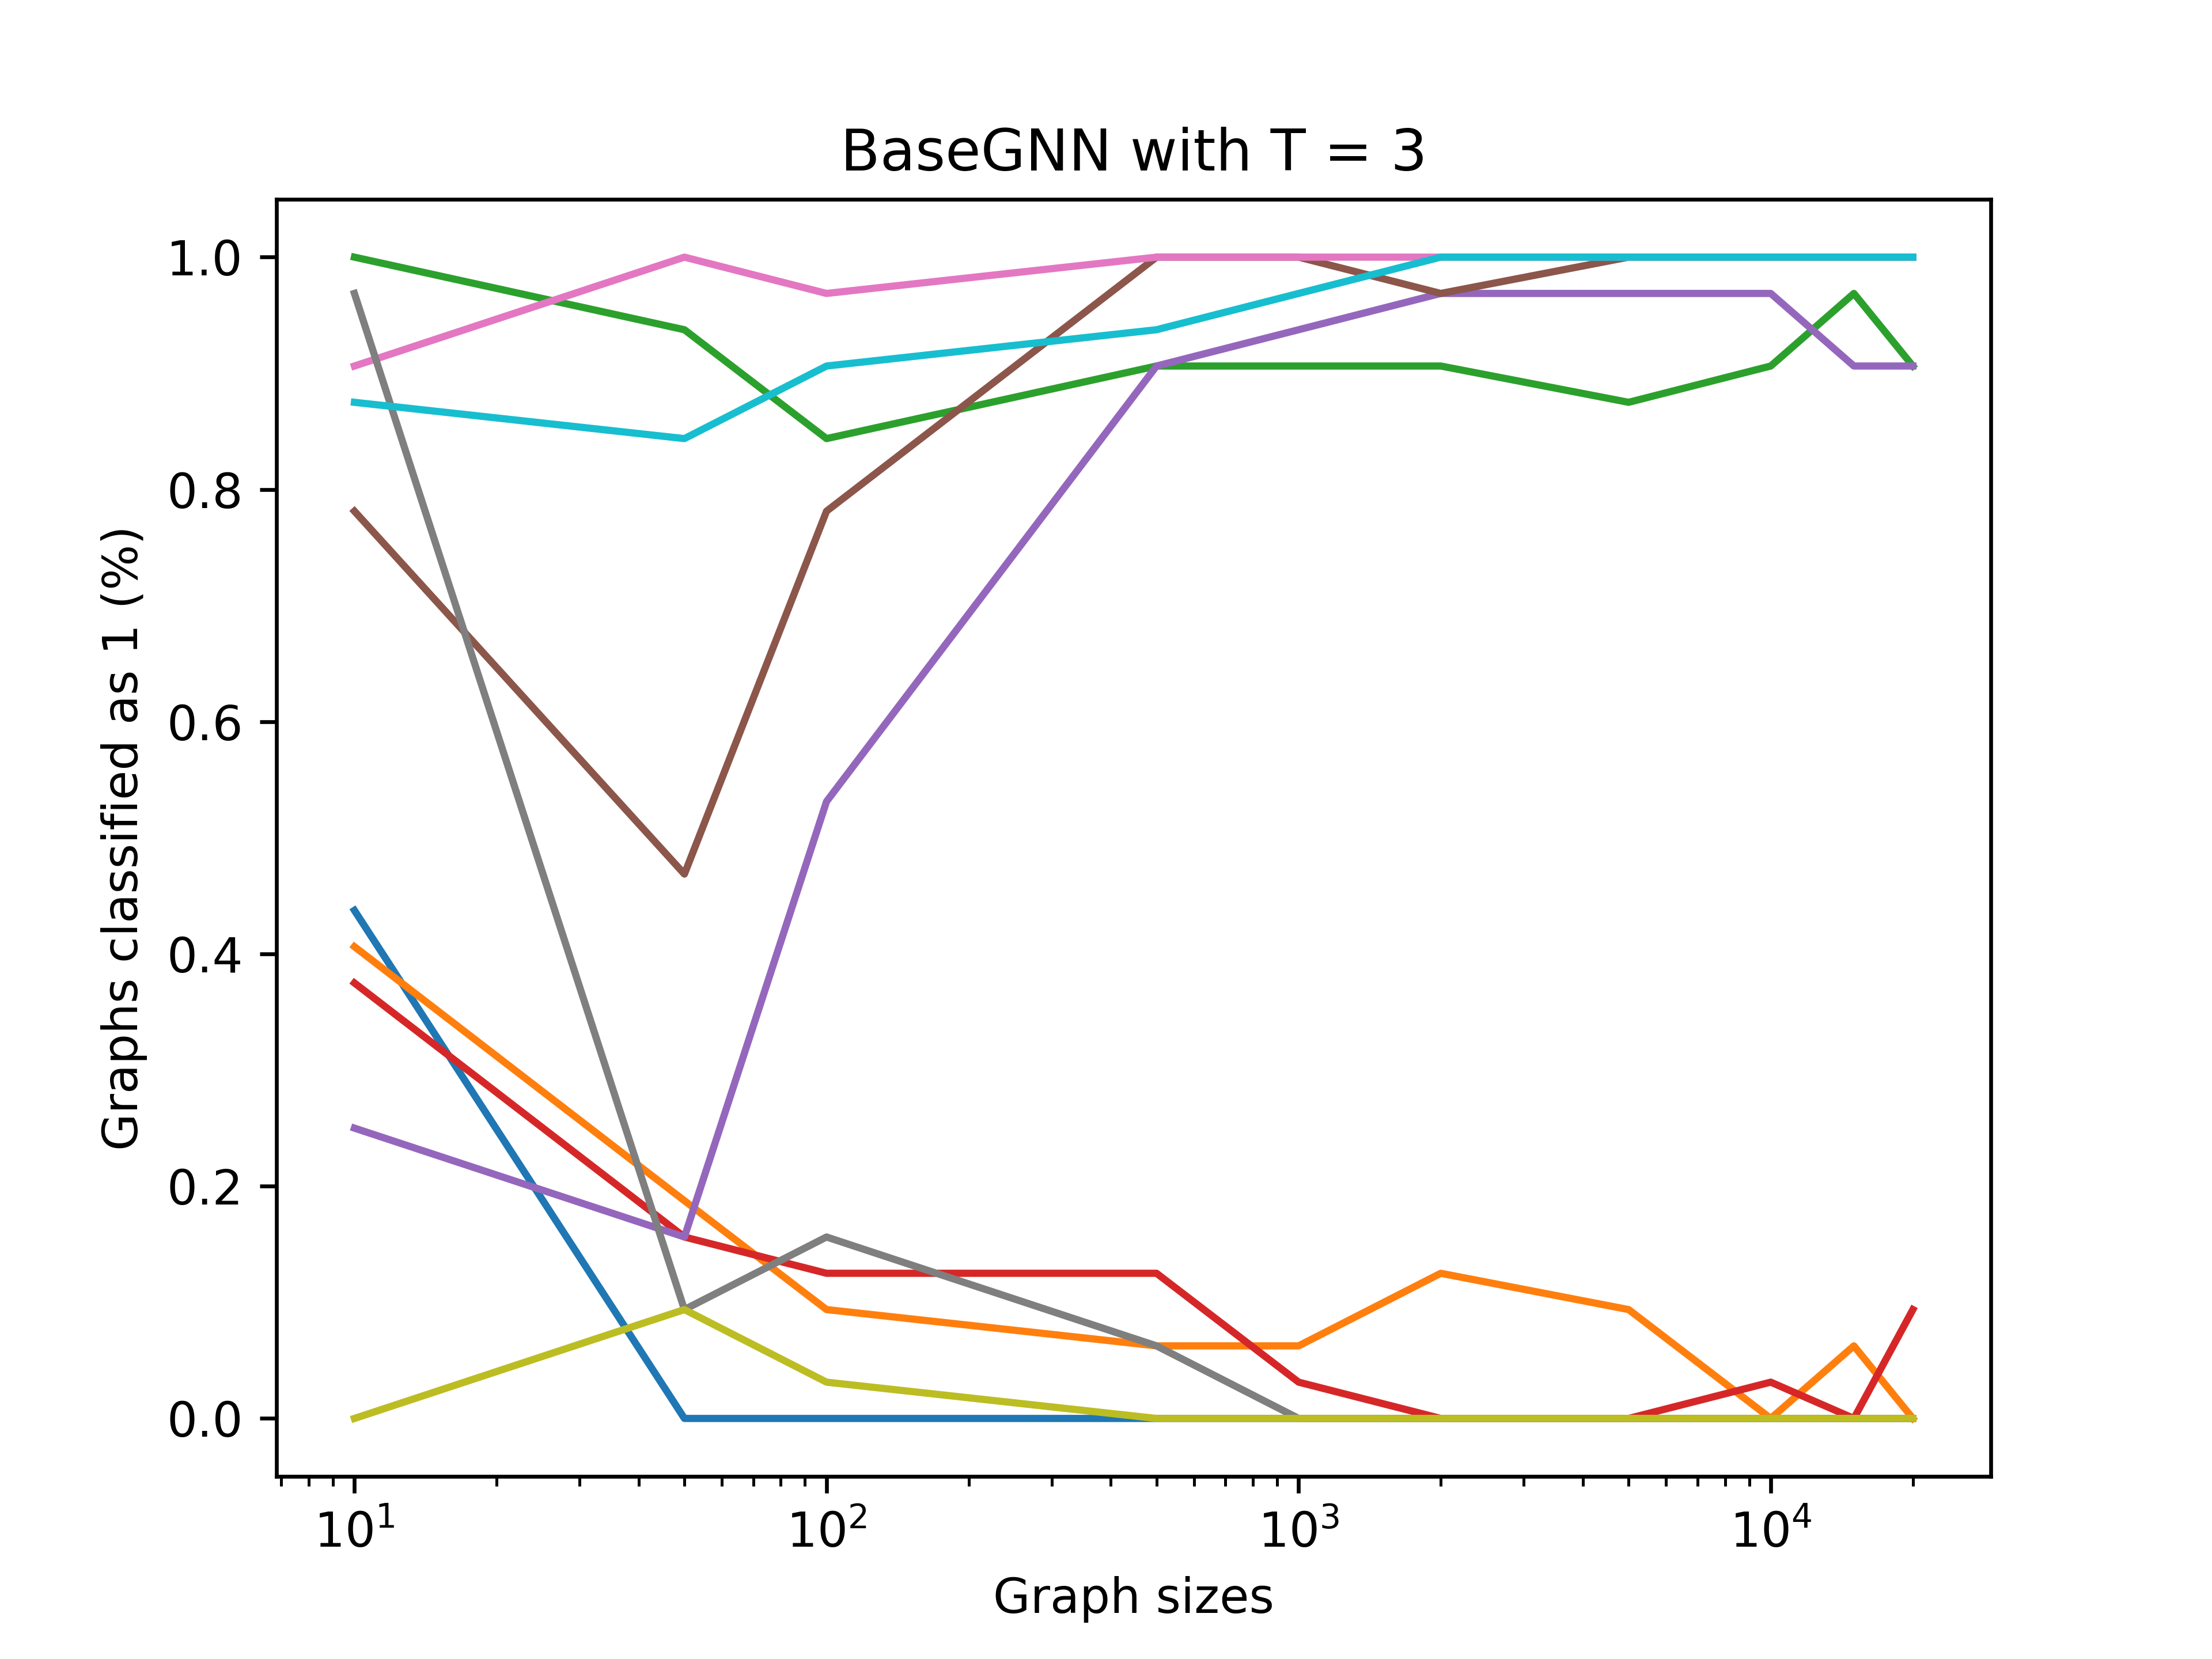 BaseGNN with T = 3
Graphs classified as 1 (%)
1.0
0.8
0.6
0.4
0.2
0.0
10¹ 10² 10³ 10⁴
Graph sizes